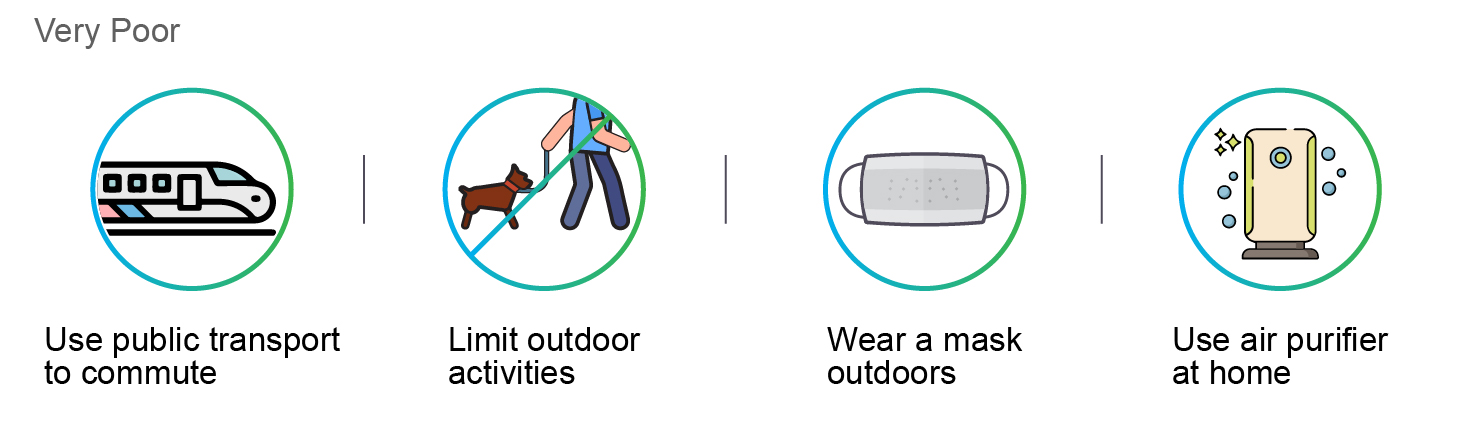 Very Poor
Use public transport
to commute
Limit outdoor
activities
Wear a mask
outdoors
Use air purifier
at home